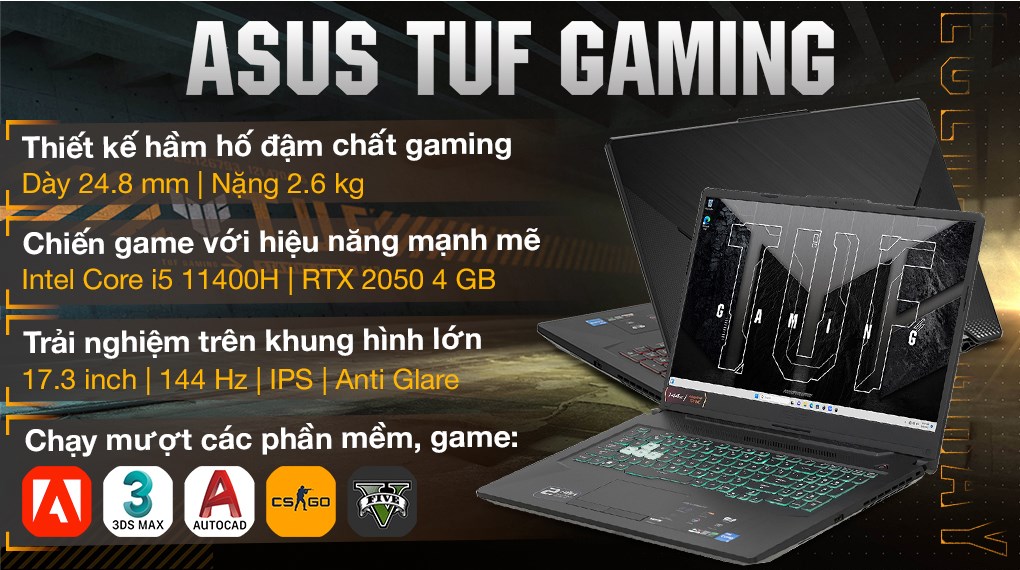 ASUS TUF GAMING
Thiết kế hầm hố đậm chất gaming
Dày 24.8 mm | Nặng 2.6 kg
Chiến game với hiệu năng mạnh mẽ
Intel Core i5 11400H | RTX 2050 4 GB
Trải nghiệm trên khung hình lớn
17.3 inch | 144 Hz | IPS | Anti Glare
Chạy mượt các phần mềm, game:
3
3DS MAX
A
AUTOCAD
CS GO
V
FIVE
TUF
GAMING